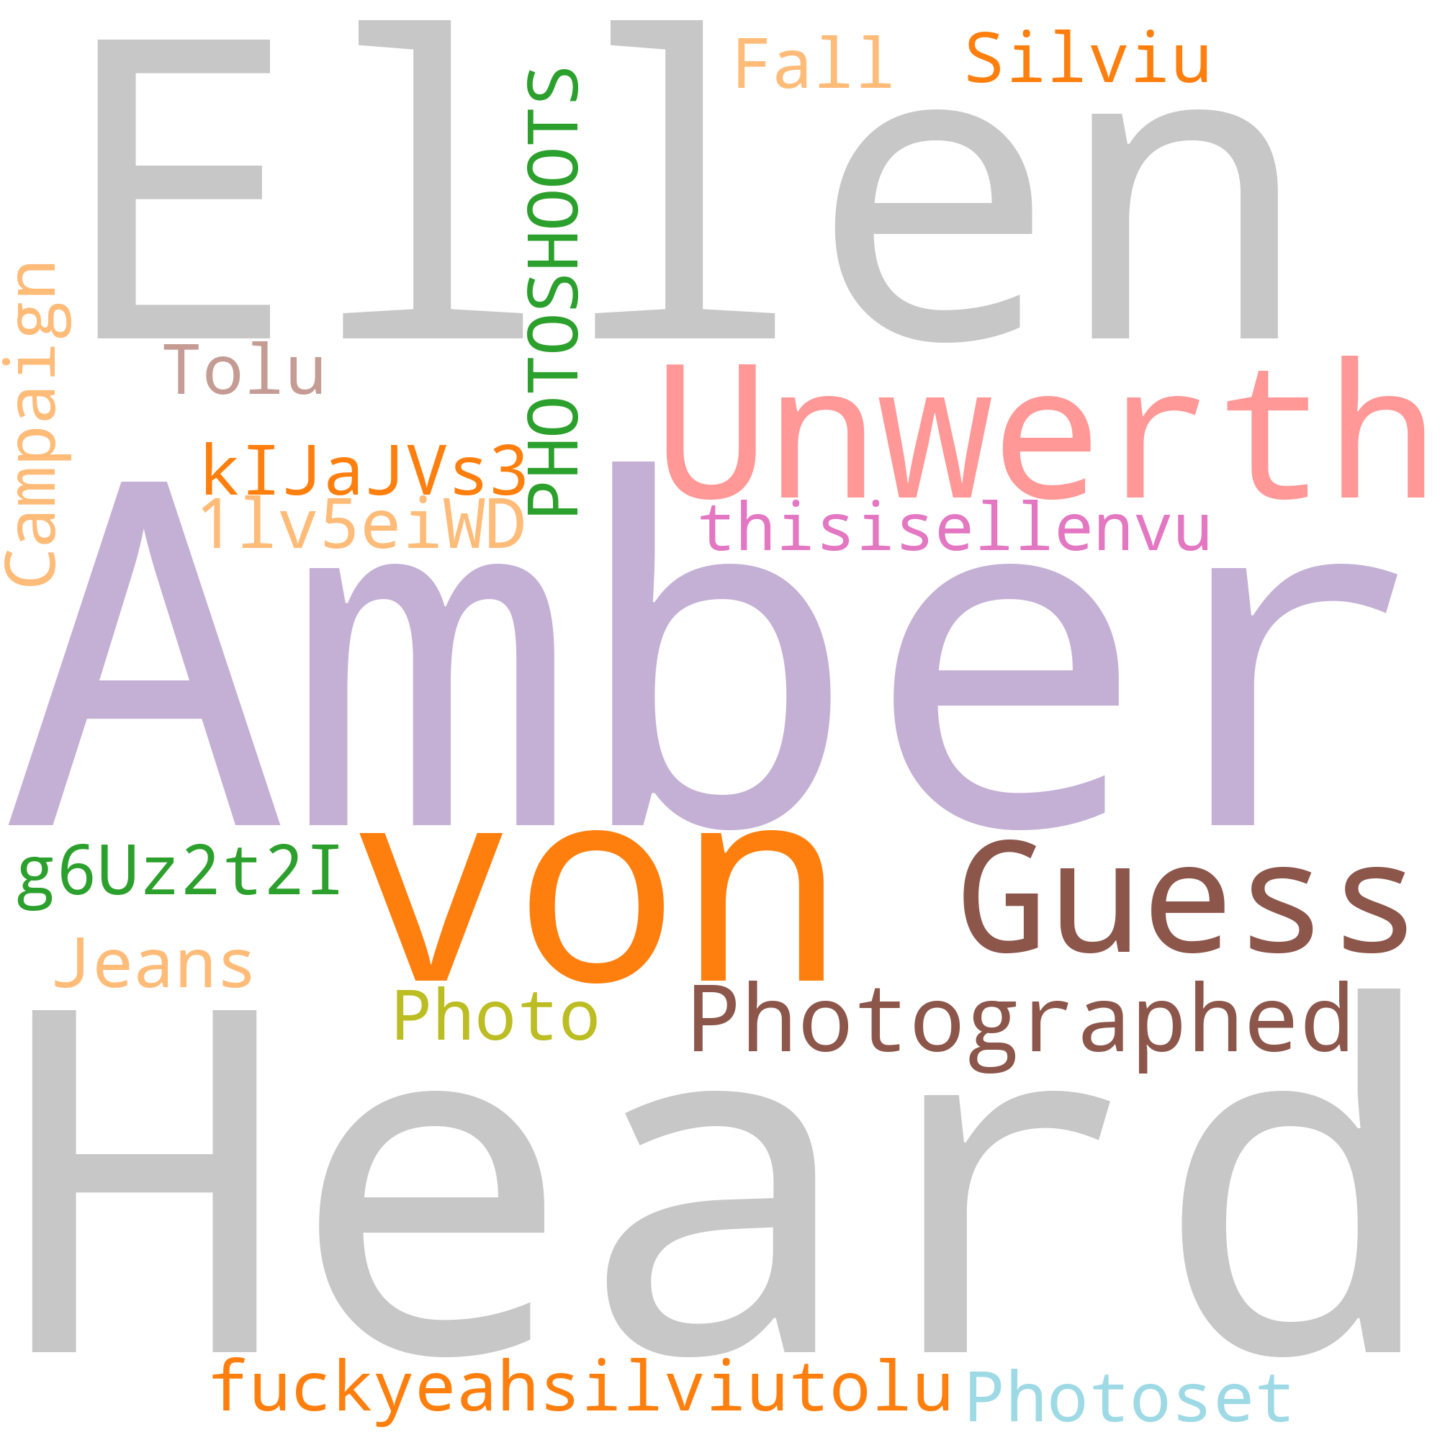 Ellen
Fall
Silviu
PHOTOSHOOTS
Campaign
Tolu
Unwerth
kIJaJVs3
1lv5eiWD
thisisellenvu
Amber
von
Guess
g6Uz2t2I
Jeans
Photo
Photographed
Heard
fuckyeahsilviutolu
Photoset